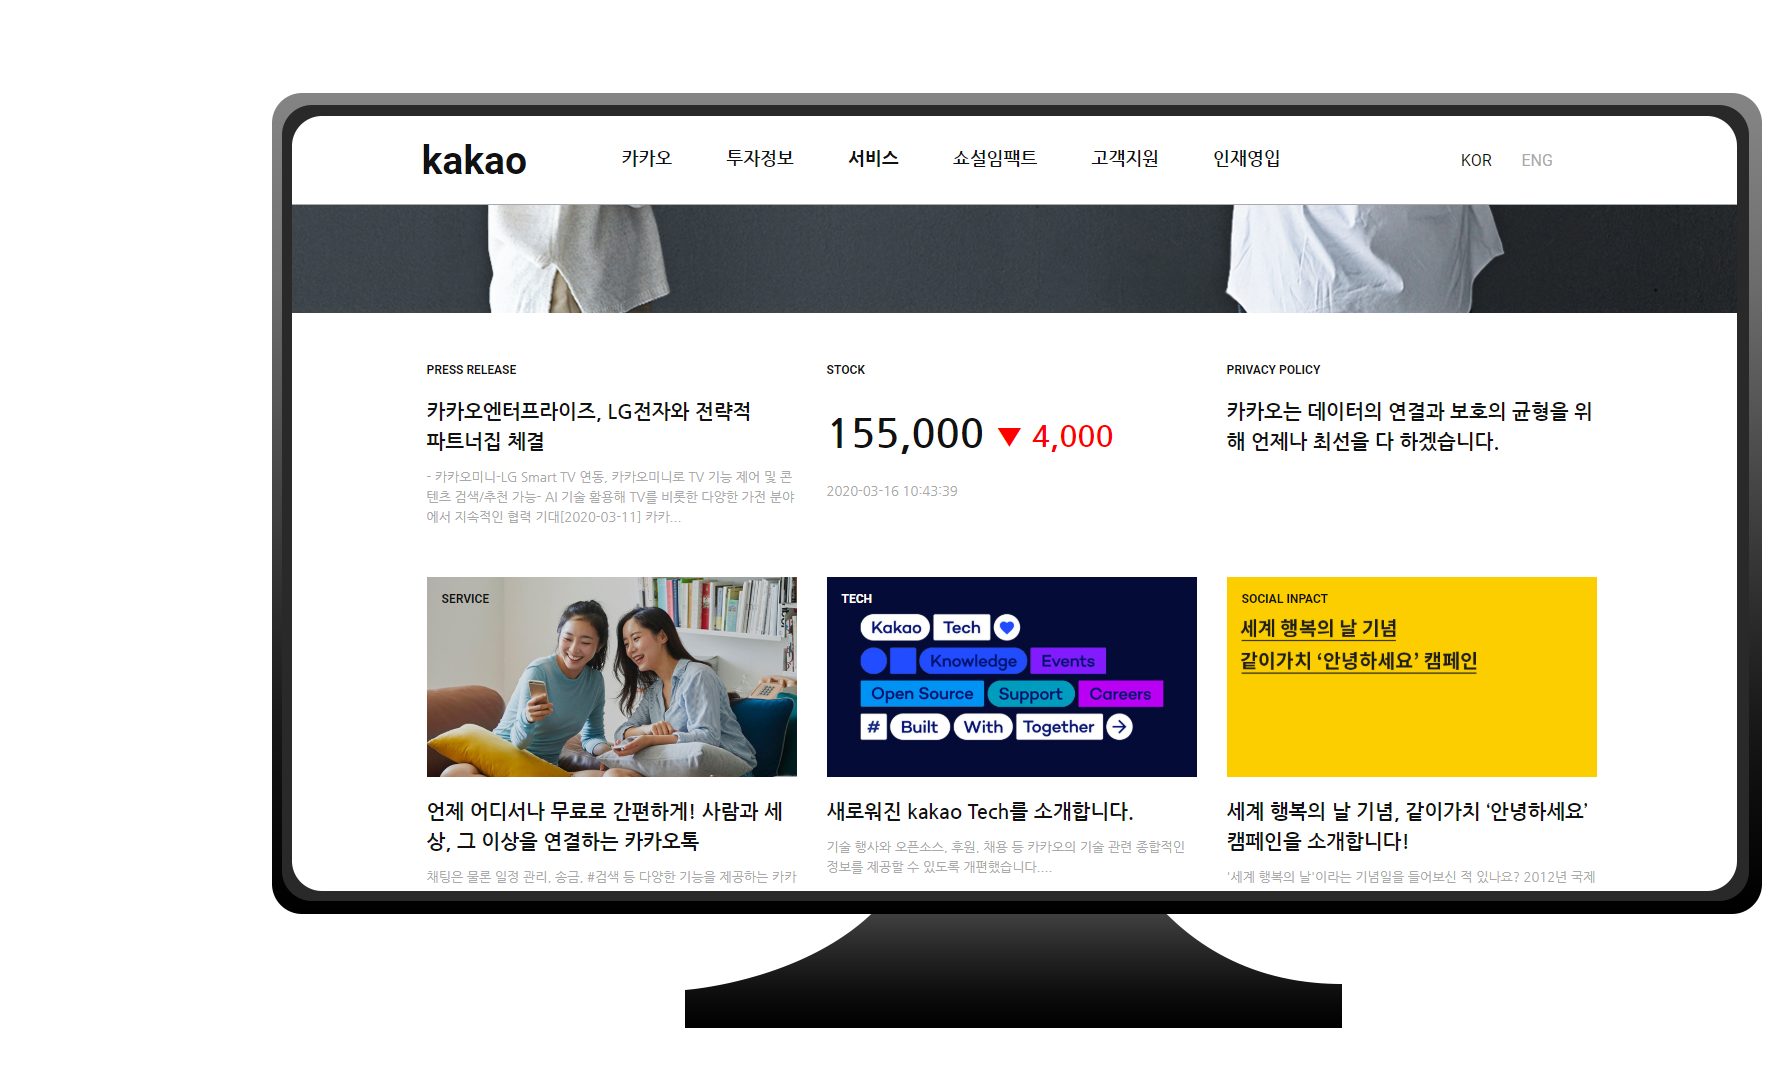 kakao 카카오 투자정보 서비스 쇼설임팩트 고객지원 인재영입 KOR ENG
PRESS RELEASE
카카오엔터프라이즈, LG전자와 전략적
파트너집 체결
- 카카오미니-LG Smart TV 연동, 카카오미니로 TV 기능 제어 및 콘
텐츠 검색/추천 가능- AI 기술 활용해 TV를 비롯한 다양한 가전 분야
에서 지속적인 협력 기대[2020-03-11] 카카...
STOCK
155,000 ▼ 4,000
2020-03-16 10:43:39
PRIVACY POLICY
카카오는 데이터의 연결과 보호의 균형을 위
해 언제나 최선을 다 하겠습니다.
SERVICE
언제 어디서나 무료로 간편하게! 사람과 세
상, 그 이상을 연결하는 카카오톡
채팅은 물론 일정 관리, 송금, #검색 등 다양한 기능을 제공하는 카카
TECH
Kakao Tech
Knowledge Events
Open Source Support Careers
# Built With Together →
새로워진 kakao Tech를 소개합니다.
기술 행사와 오픈소스, 후원, 채용 등 카카오의 기술 관련 종합적인
정보를 제공할 수 있도록 개편했습니다....
SOCIAL INPACT
세계 행복의 날 기념
같이가치 ‘안녕하세요’ 캠페인
세계 행복의 날 기념, 같이가치 ‘안녕하세요’
캠페인을 소개합니다!
'세계 행복의 날'이라는 기념일을 들어보신 적 있나요? 2012년 국제